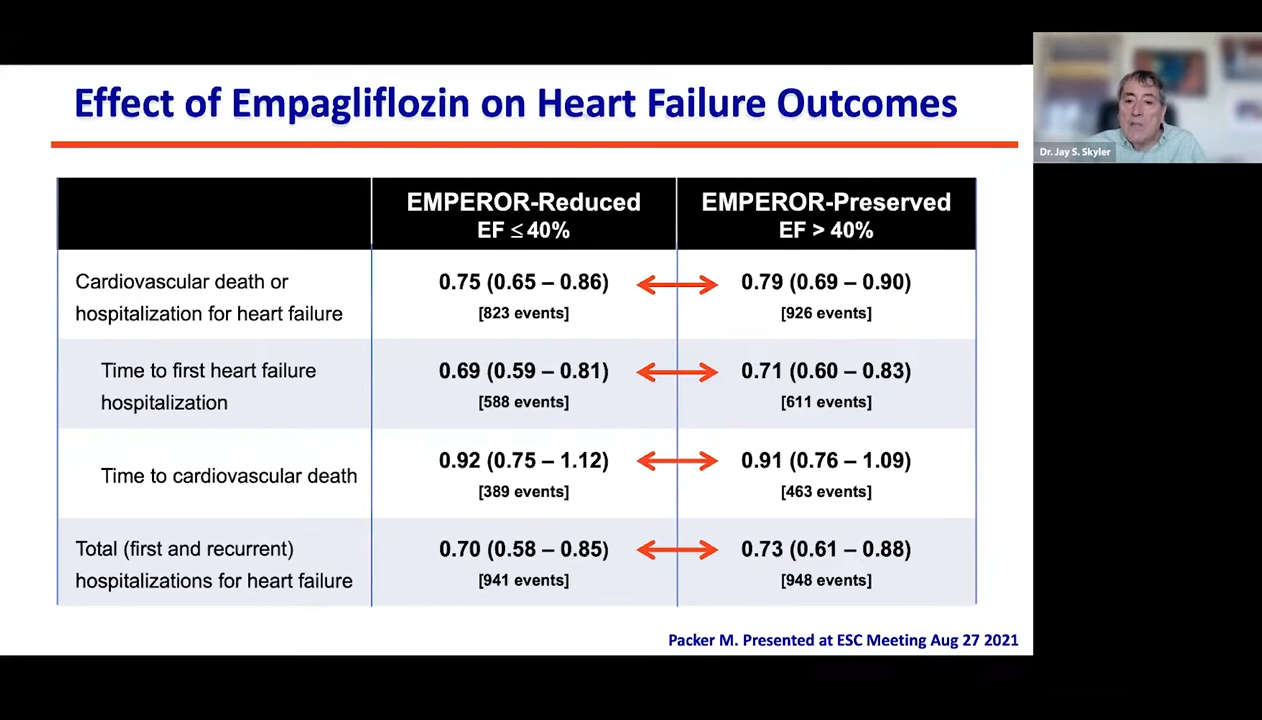 Effect of Empagliflozin on Heart Failure Outcomes
Dr. Jay S. Skyler
EMPEROR-Reduced
EF ≤ 40%
EMPEROR-Preserved
EF > 40%
Cardiovascular death or
hospitalization for heart failure
0.75 (0.65 – 0.86)
[823 events]
0.79 (0.69 – 0.90)
[926 events]
Time to first heart failure
hospitalization
0.69 (0.59 – 0.81)
[588 events]
0.71 (0.60 – 0.83)
[611 events]
Time to cardiovascular death
0.92 (0.75 – 1.12)
[389 events]
0.91 (0.76 – 1.09)
[463 events]
Total (first and recurrent)
hospitalizations for heart failure
0.70 (0.58 – 0.85)
[941 events]
0.73 (0.61 – 0.88)
[948 events]
Packer M. Presented at ESC Meeting Aug 27 2021